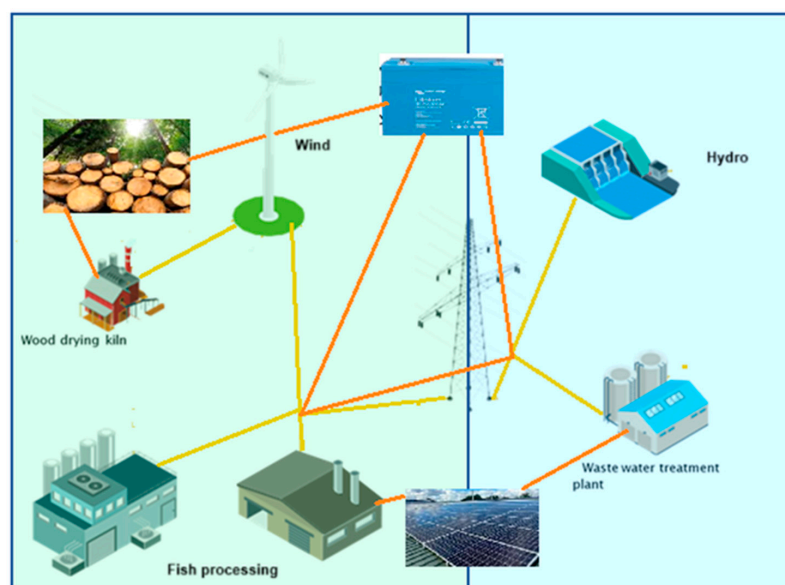 Wind
Hydro
Wood drying kiln
Waste water treatment
plant
Fish processing